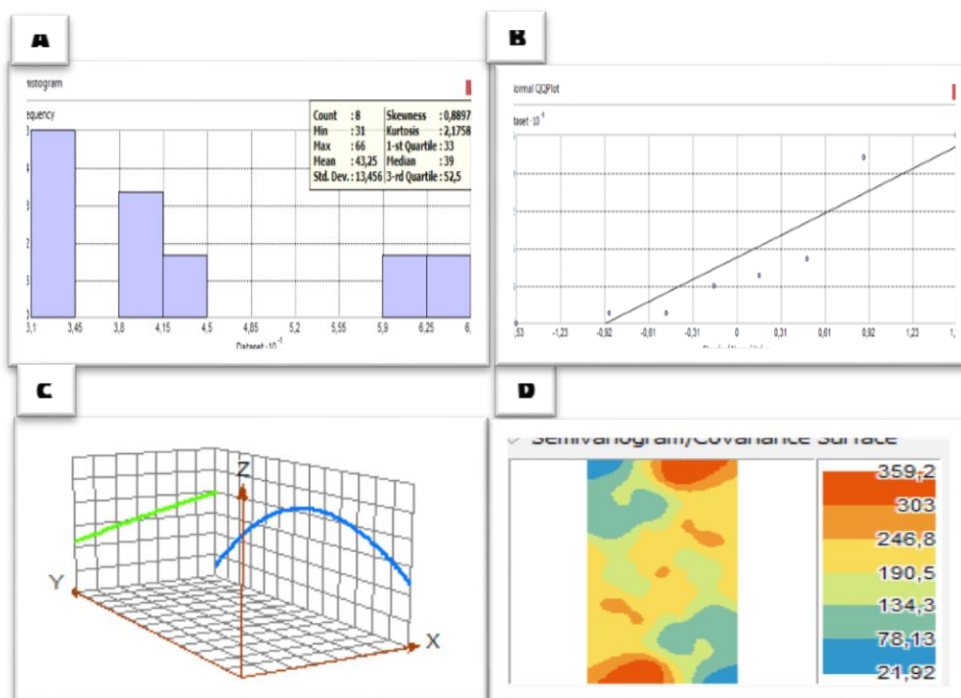 A
istogram
equency
Count : 8 Skewness : 0,8897
Min : 31 Kurtosis : 2,1758
Max : 66 1-st Quartile : 33
Mean : 43,25 Median : 39
Std. Dev. : 13,456 3-rd Quartile : 52,5
3,1 3,45 3,8 4,15 4,5 4,85 5,2 5,55 5,9 6,25 6,
Dataset · 10
B
ormal QQPlot
taset · 10
,53 -1,23 -0,92 -0,61 -0,31 0 0,31 0,61 0,92 1,23 1,
C
Z
Y
X
D
Semivariogram/Covariance Surface
359,2
303
246,8
190,5
134,3
78,13
21,92